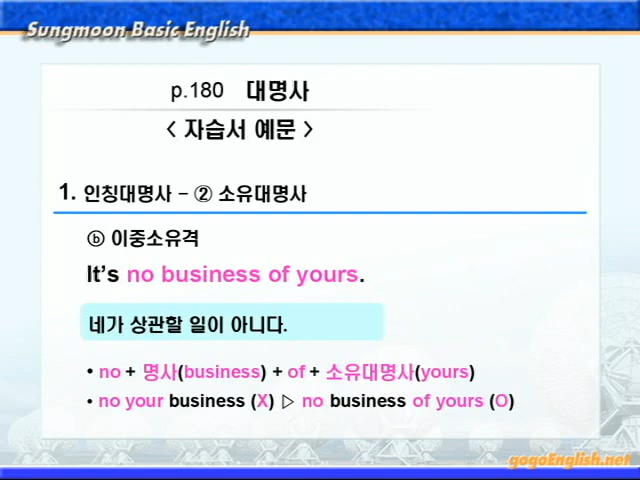 Sungmoon Basic English
p.180 대명사
< 자습서 예문 >
1. 인칭대명사 - ② 소유대명사
ⓑ 이중소유격
It's no business of yours.
네가 상관할 일이 아니다.
• no + 명사(business) + of + 소유대명사(yours)
• no your business (X) ▷ no business of yours (O)
gogoEnglish.net